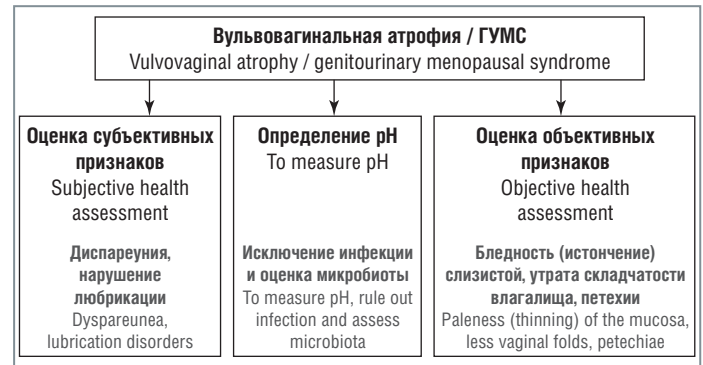 Вульвовагинальная атрофия / ГУМС
Vulvovaginal atrophy / genitourinary menopausal syndrome
Оценка субъективных
признаков
Subjective health
assessment
Диспареуния,
нарушение
любрикации
Dyspareunea,
lubrication disorders
Определение pH
To measure pH
Исключение инфекции
и оценка микробиоты
To measure pH, rule out
infection and assess
microbiota
Оценка объективных
признаков
Objective health
assessment
Бледность (истончение)
слизистой, утрата складчатости
влагалища, петехии
Paleness (thinning) of the mucosa,
less vaginal folds, petechiae